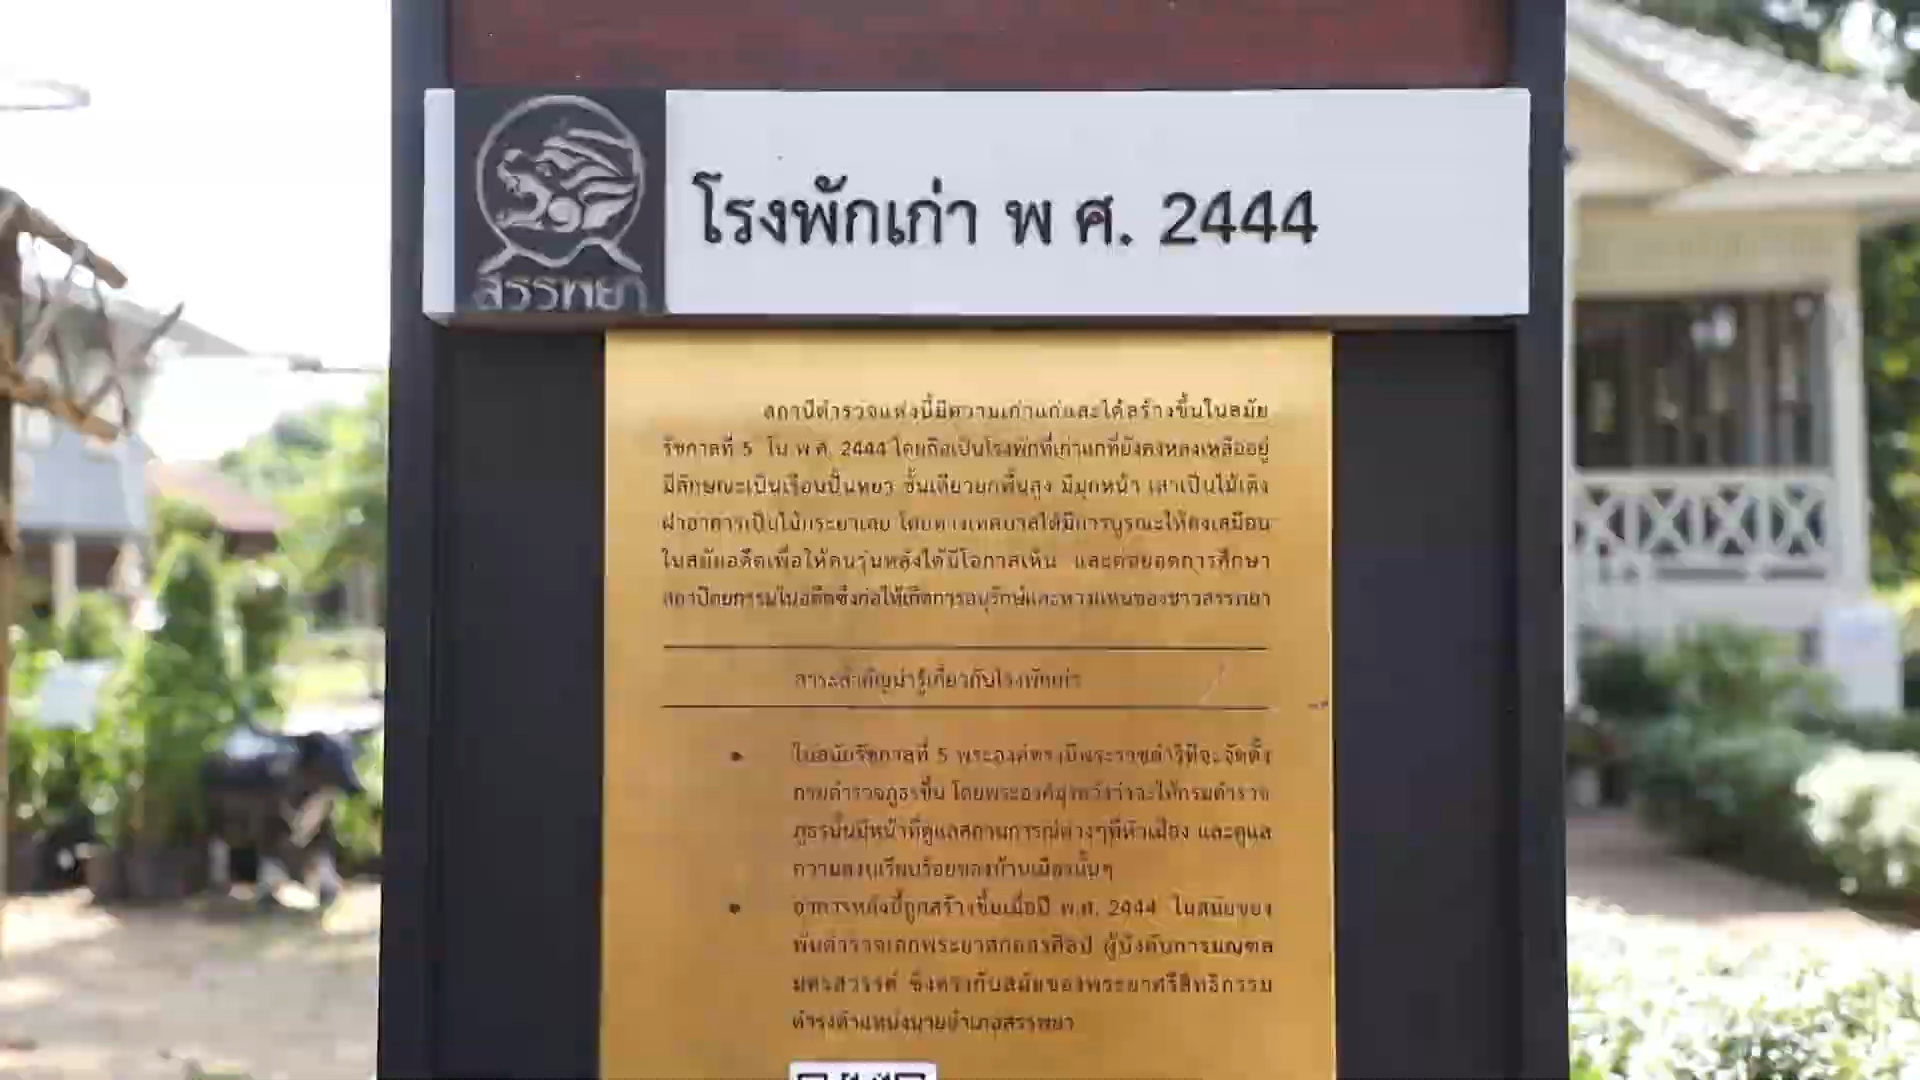 สรรพยา
โรงพักเก่า พ ศ. 2444
สถานีตำรวจแห่งนี้มีความเก่าแก่และได้สร้างขึ้นในสมัย
รัชกาลที่ 5 ใน พ.ศ. 2444 โดยถือเป็นโรงพักที่เก่าแก่ที่ยังคงหลงเหลืออยู่
มีลักษณะเป็นเรือนปั้นหยา ชั้นเดียวยกพื้นสูง มีมุกหน้า เสาเป็นไม้เต็ง
ฝาอาคารเป็นไม้กระยาเลย โดยทางเทศบาลได้มีการบูรณะให้คงเสมือน
ในสมัยอดีตเพื่อให้คนรุ่นหลังได้มีโอกาสเห็น และต่อยอดการศึกษา
สถาปัตยกรรมในอดีตซึ่งก่อให้เกิดการอนุรักษ์และหวงแหนของชาวสรรพยา
สาระสำคัญน่ารู้เกี่ยวกับโรงพักเก่า
• ในสมัยรัชกาลที่ 5 พระองค์ทรงมีพระราชดำริที่จะจัดตั้ง
กรมตำรวจภูธรขึ้น โดยพระองค์มุ่งหวังว่าจะให้กรมตำรวจ
ภูธรนั้นมีหน้าที่ดูแลสถานการณ์ต่างๆที่หัวเมือง และดูแล
ความสงบเรียบร้อยของบ้านเมืองนั้นๆ
• อาคารหลังนี้ถูกสร้างขึ้นเมื่อปี พ.ศ. 2444 ในสมัยของ
พันตำรวจเอกพระยา ผู้บังคับการมณฑล
นครสวรรค์ ซึ่งตรงกับสมัยของพระยาศรีสิทธิกรรม
ดำรงตำแหน่งนายอำเภอสรรพยา